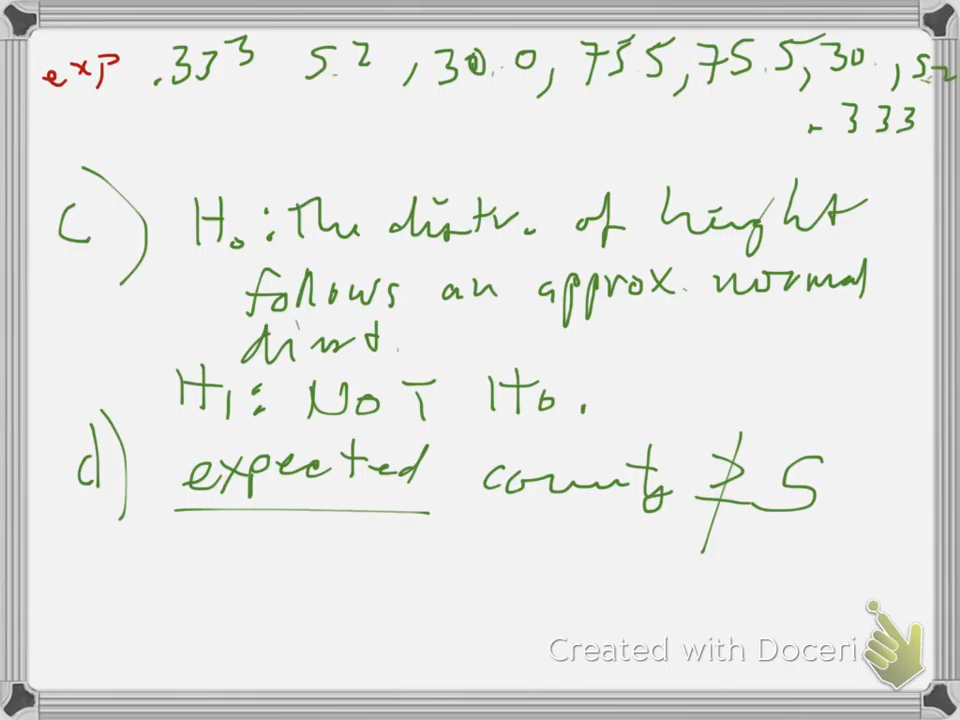 exp .333 5.2, 30.0, 75.5, 75.5, 30., 5.2
.333
c) H₀: The distr. of height
follows an approx. normal
dist.
H₁: NOT H₀.
d) expected counts ≱ 5
Created with Doceri